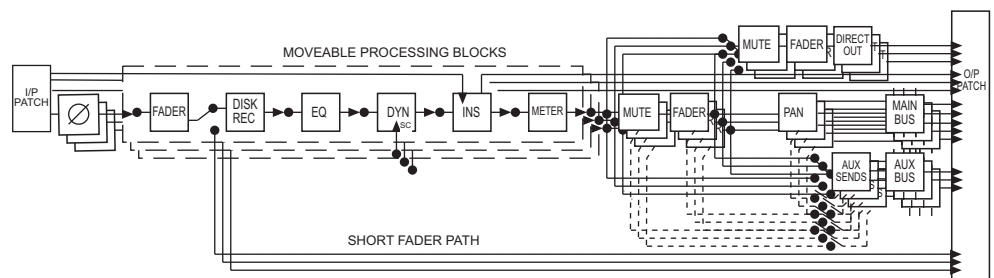 MOVEABLE PROCESSING BLOCKS
I/P
PATCH
FADER
DISK
REC
EQ
DYN
SC
INS
METER
MUTE
FADER
MUTE
FADER
R
DIRECT
OUT
T
T
O/P
PATCH
PAN
MAIN
BUS
AUX
SENDS
S
S
AUX
BUS
SHORT FADER PATH